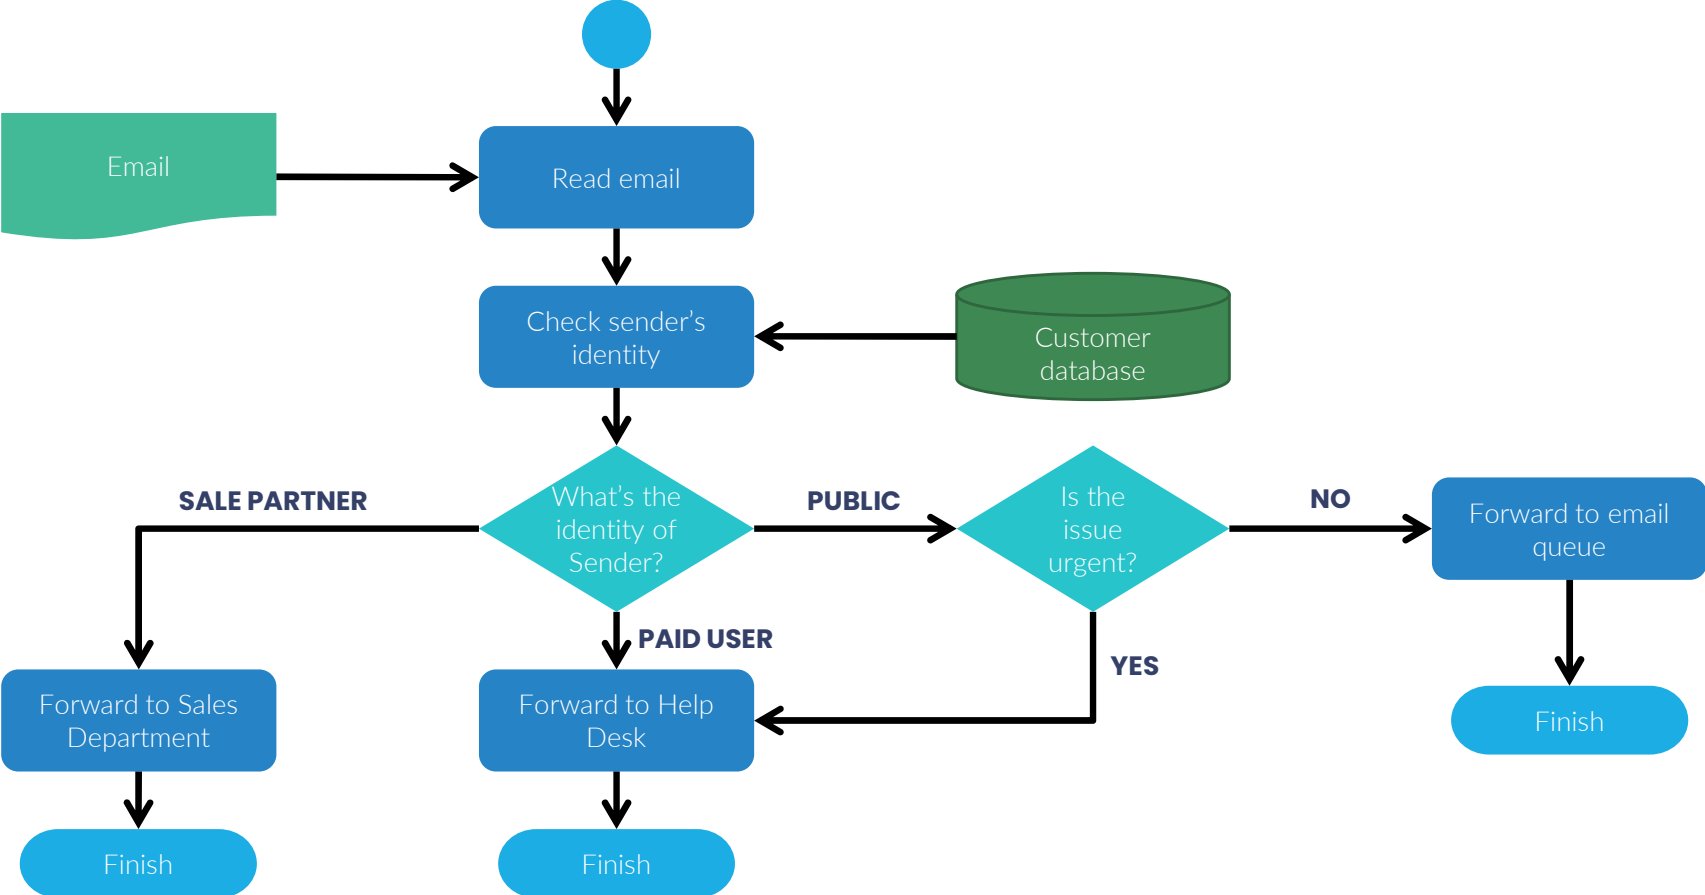 Email
Read email
Check sender's
identity
Customer
database
SALE PARTNER
What's the
identity of
Sender?
PUBLIC
Is the
issue
urgent?
NO
Forward to email
queue
PAID USER
YES
Forward to Sales
Department
Forward to Help
Desk
Finish
Finish
Finish